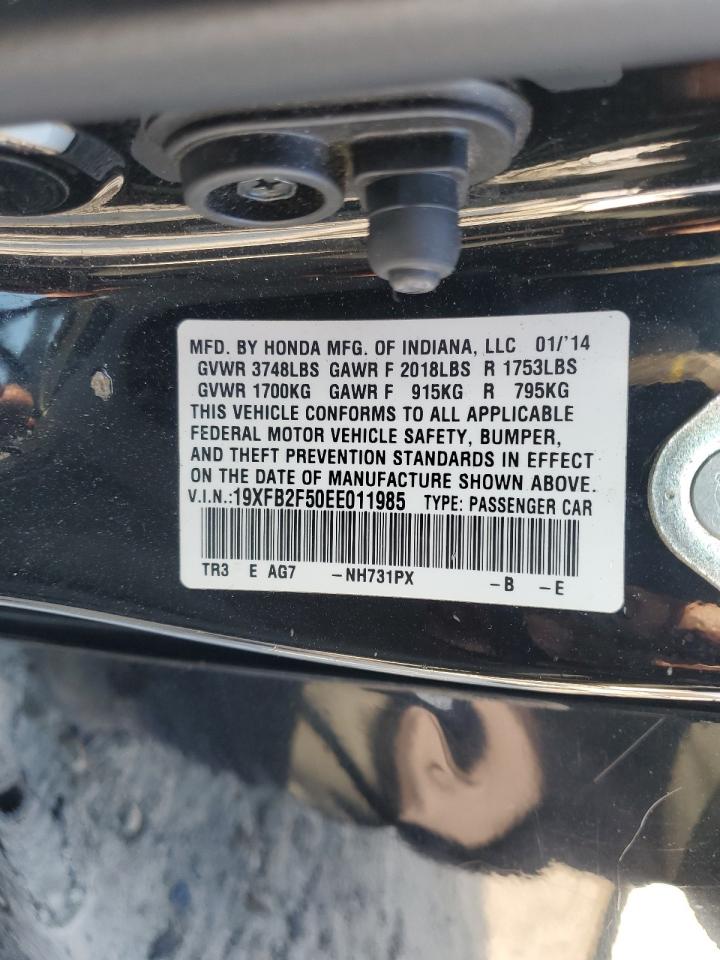 MFD. BY HONDA MFG. OF INDIANA, LLC 01/'14
GVWR 3748LBS GAWR F 2018LBS R 1753LBS
GVWR 1700KG GAWR F 915KG R 795KG
THIS VEHICLE CONFORMS TO ALL APPLICABLE
FEDERAL MOTOR VEHICLE SAFETY, BUMPER,
AND THEFT PREVENTION STANDARDS IN EFFECT
ON THE DATE OF MANUFACTURE SHOWN ABOVE.
V.I.N.:19XFB2F50EE011985 TYPE: PASSENGER CAR
TR3 E AG7 -NH731PX -B -E